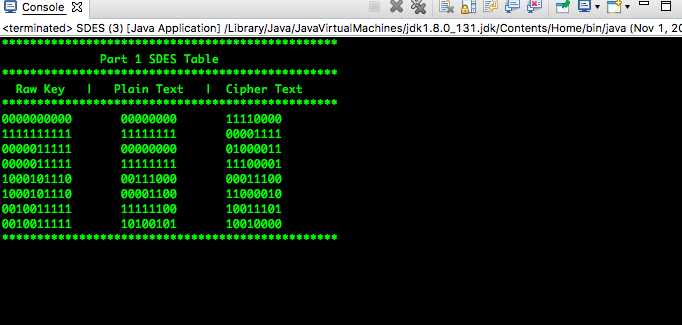 Console
<terminated> SDES (3) [Java Application] /Library/Java/JavaVirtualMachines/jdk1.8.0_131.jdk/Contents/Home/bin/java (Nov 1, 20
************************************************
Part 1 SDES Table
************************************************
Raw Key | Plain Text | Cipher Text
************************************************
0000000000 00000000 11110000
1111111111 11111111 00001111
0000011111 00000000 01000011
0000011111 11111111 11100001
1000101110 00111000 00011100
1000101110 00001100 11000010
0010011111 11111100 10011101
0010011111 10100101 10010000
************************************************